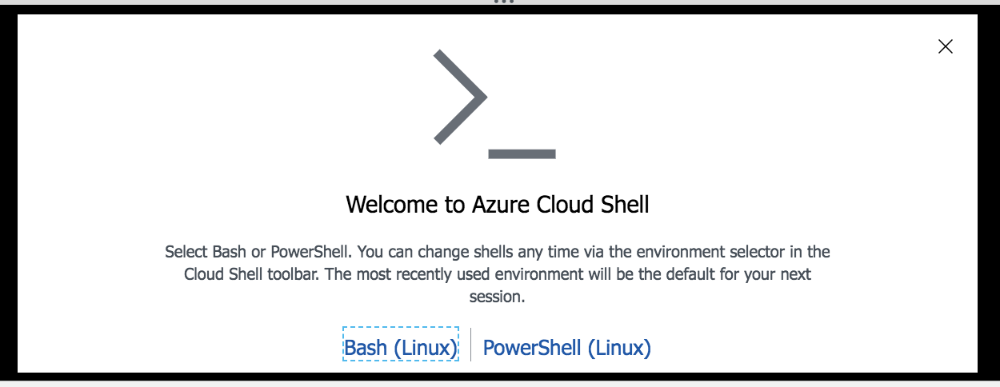 Welcome to Azure Cloud Shell
Select Bash or PowerShell. You can change shells any time via the environment selector in the
Cloud Shell toolbar. The most recently used environment will be the default for your next
session.
Bash (Linux)
PowerShell (Linux)